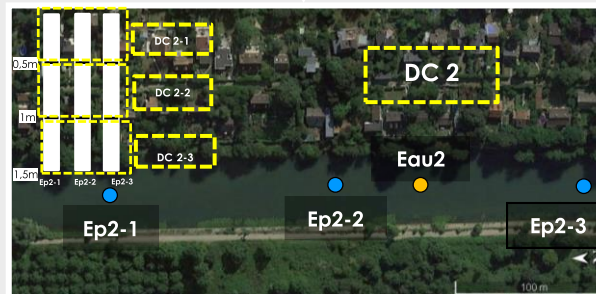 DC 2-1
0,5m
DC 2
DC 2-2
1m
DC 2-3
Eau2
1,5m
Ep2-1 Ep2-2 Ep2-3
Ep2-1
Ep2-2
Ep2-3
100 m